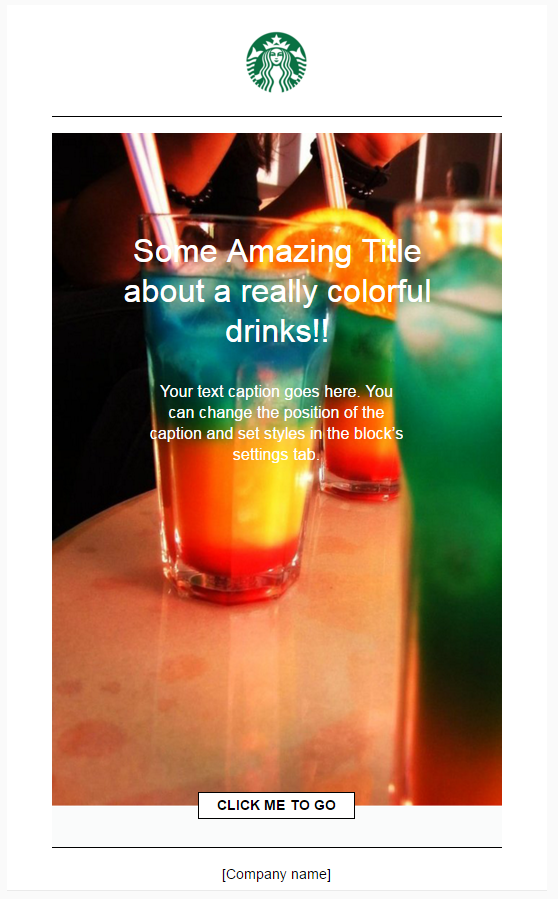 Some Amazing Title
about a really colorful
drinks!!
Your text caption goes here. You
can change the position of the
caption and set styles in the block’s
settings tab.
CLICK ME TO GO
[Company name]